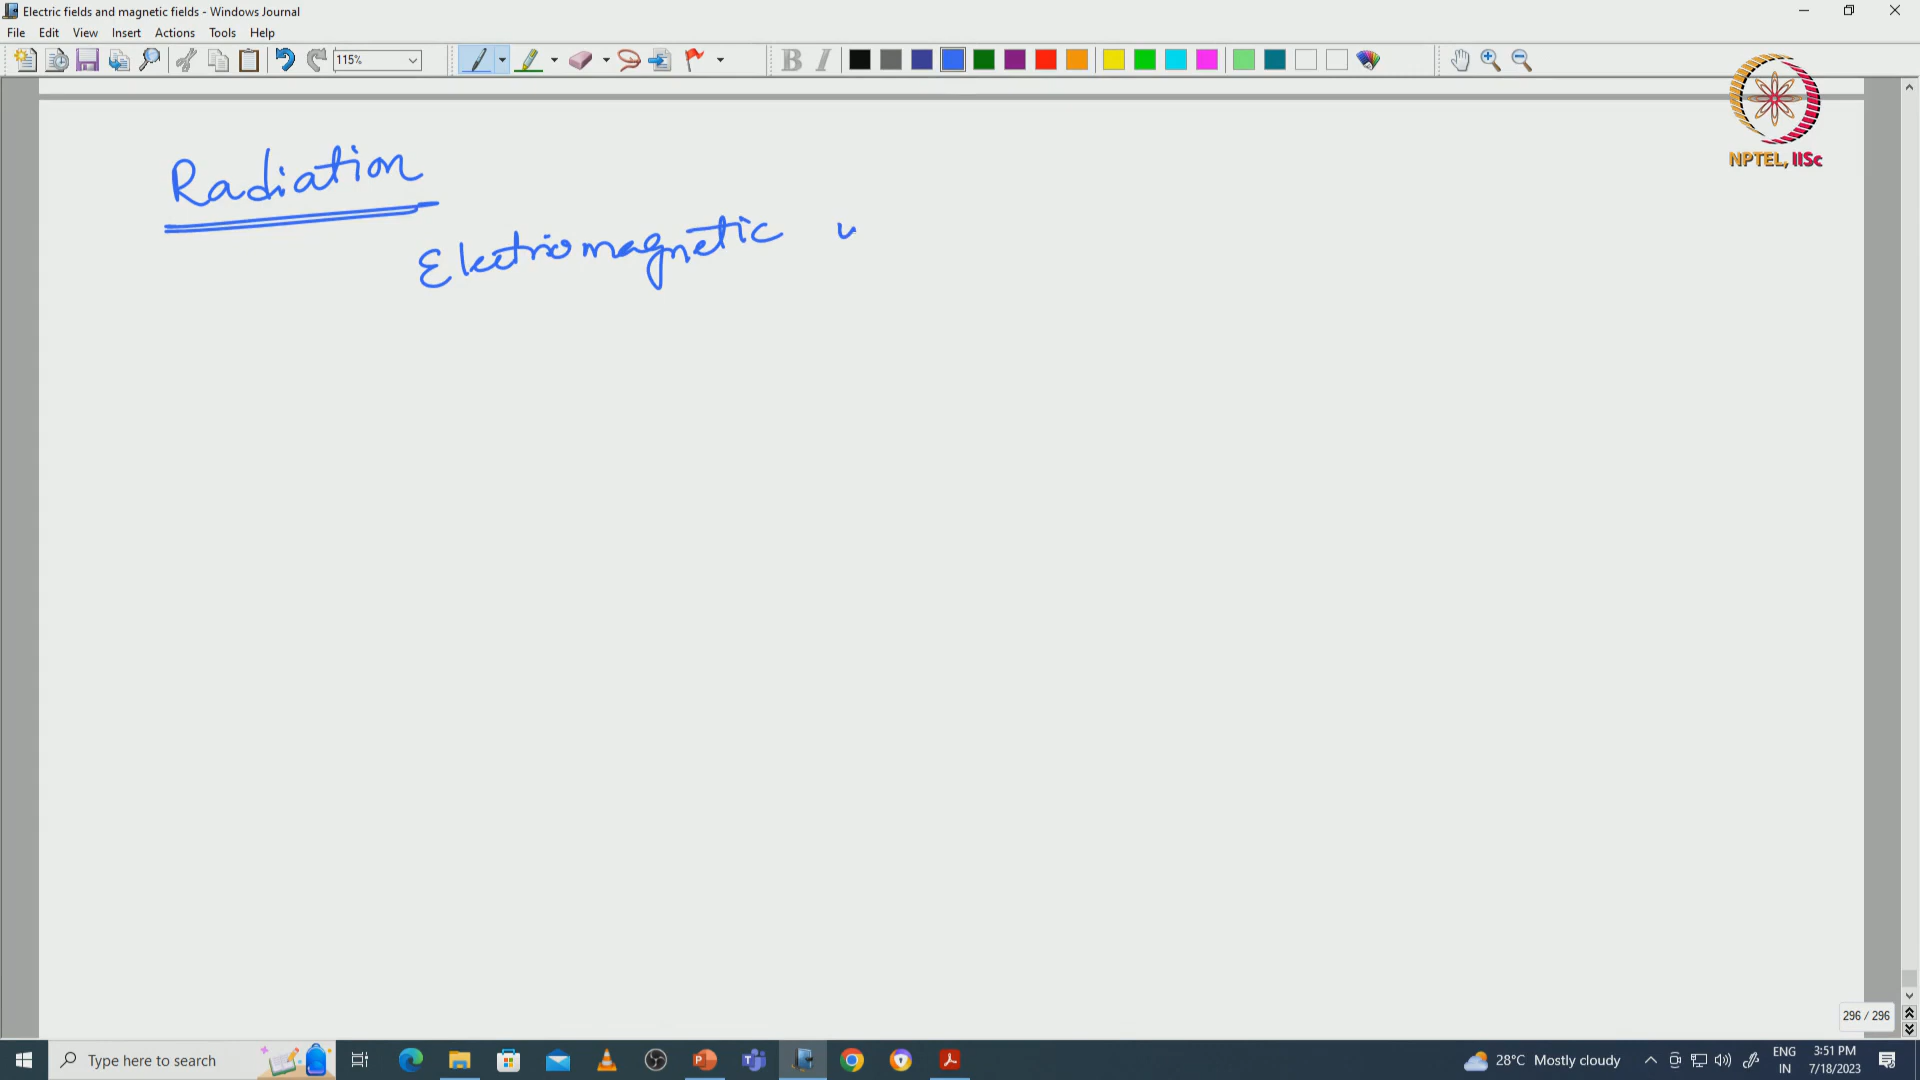 Electric fields and magnetic fields - Windows Journal
File Edit View Insert Actions Tools Help
115%
B I
NPTEL, IISc
Radiation
Electromagnetic
296 / 296
Type here to search
28°C Mostly cloudy
ENG
IN
3:51 PM
7/18/2023